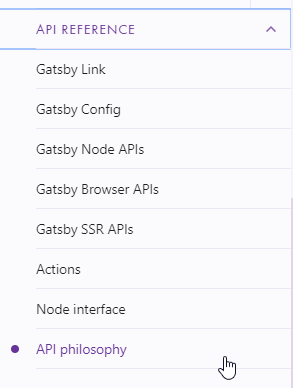 API REFERENCE
Gatsby Link
Gatsby Config
Gatsby Node APIs
Gatsby Browser APIs
Gatsby SSR APIs
Actions
Node interface
API philosophy